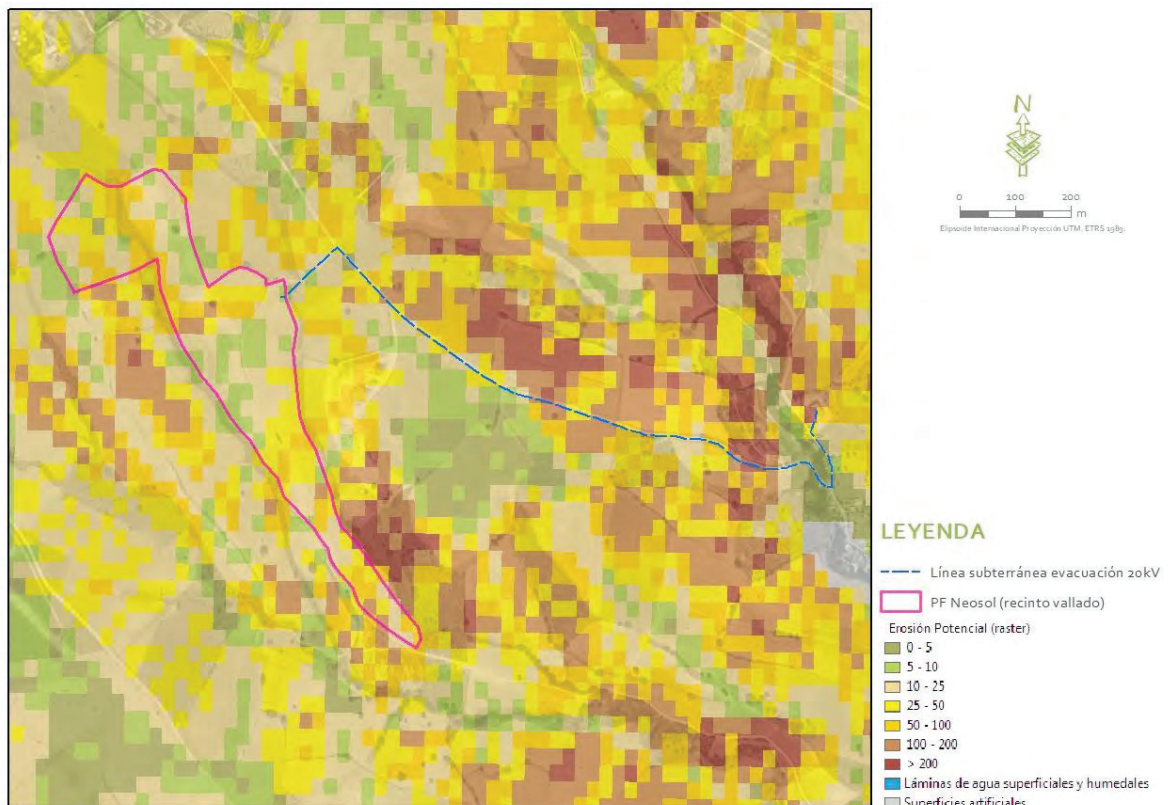 N
0 100 200
m
Elipsoide Internacional Proyección UTM. ETRS 1989.
LEYENDA
Línea subterránea evacuación 20kV
PF Neosol (recinto vallado)
Erosión Potencial (raster)
0 - 5
5 - 10
10 - 25
25 - 50
50 - 100
100 - 200
> 200
Láminas de agua superficiales y humedales
Superficies artificiales